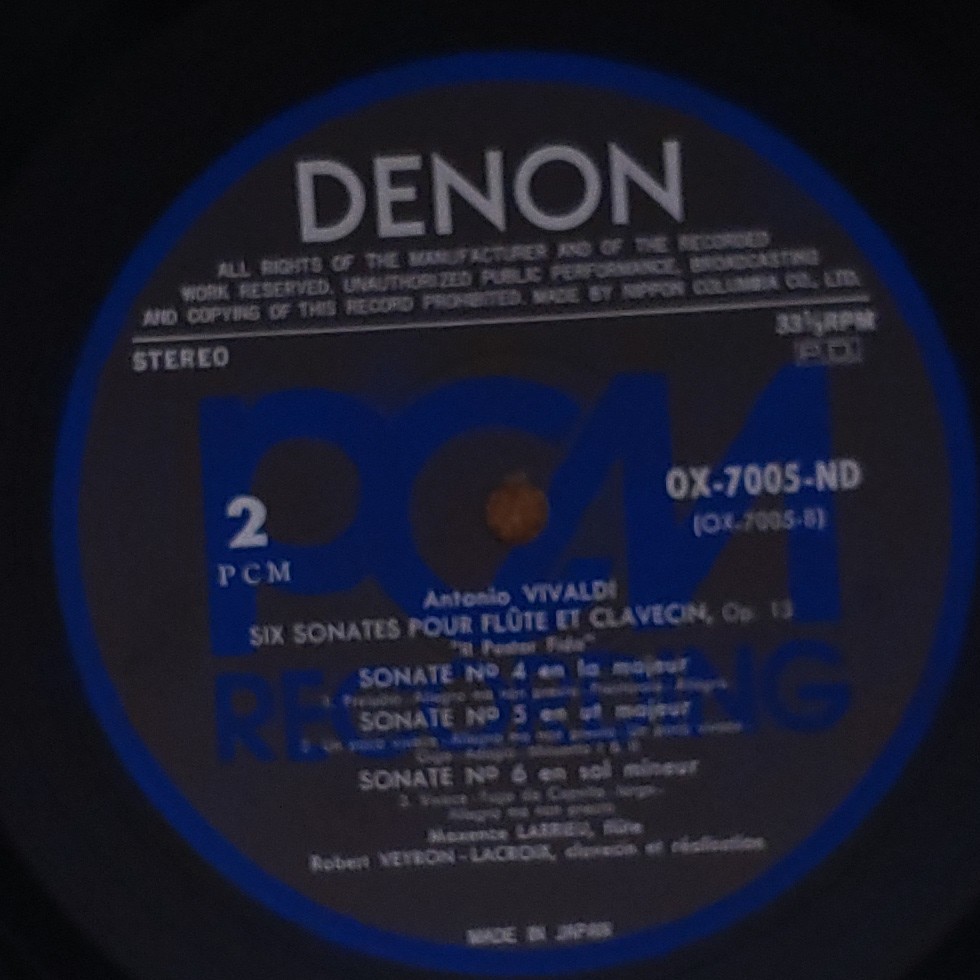 DENON
ALL RIGHTS OF THE MANUFACTURER AND OF THE RECORDED
WORK RESERVED. UNAUTHORIZED PUBLIC PERFORMANCE, BROADCASTING
AND COPYING OF THIS RECORD PROHIBITED. MADE BY NIPPON COLUMBIA CO., LTD.
33⅓RPM
STEREO
PCM
RECORDING
OX-7005-ND
(OX-7005-B)
2
PCM
Antonio VIVALDI
SIX SONATES POUR FLÛTE ET CLAVECIN, Op. 13
"Il Pastor Fido"
SONATE Nº 4 en la majeur
SONATE Nº 5 en ut majeur
SONATE Nº 6 en sol mineur
Maxence LARRIEU, flûte
Robert VEYRON-LACROIX, clavecin et réalisation
MADE IN JAPAN